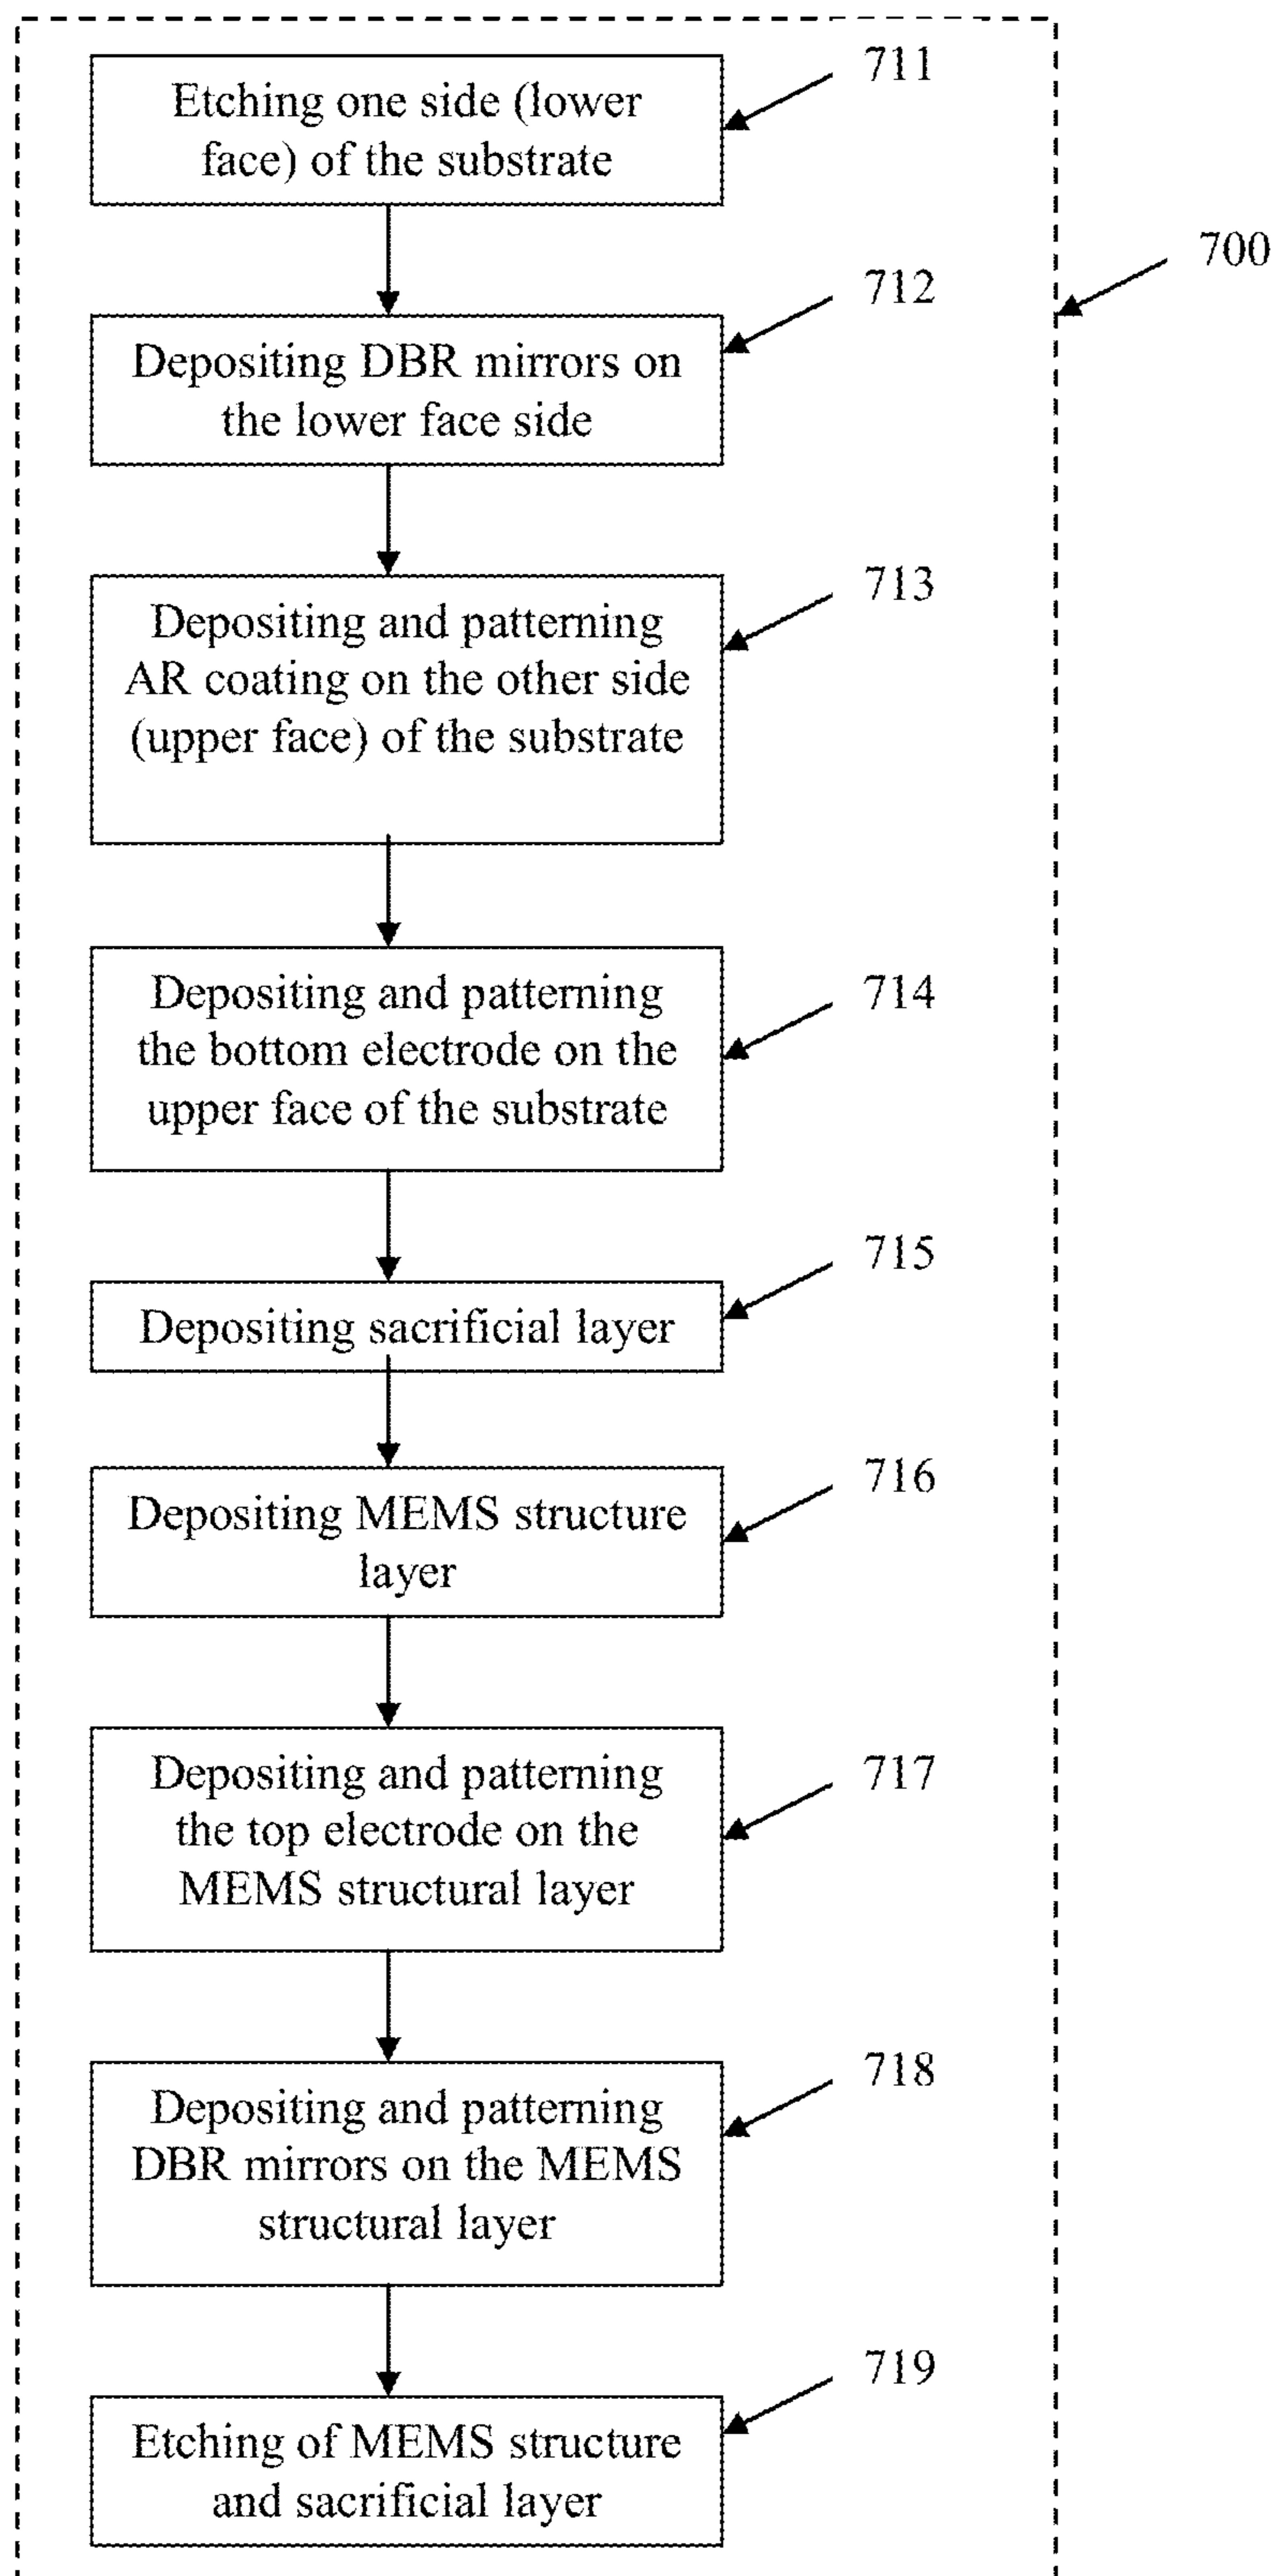 711
Etching one side (lower
face) of the substrate
700
712
Depositing DBR mirrors on
the lower face side
713
Depositing and patterning
AR coating on the other side
(upper face) of the substrate
714
Depositing and patterning
the bottom electrode on the
upper face of the substrate
715
Depositing sacrificial layer
716
Depositing MEMS structure
layer
717
Depositing and patterning
the top electrode on the
MEMS structural layer
718
Depositing and patterning
DBR mirrors on the MEMS
structural layer
719
Etching of MEMS structure
and sacrificial layer